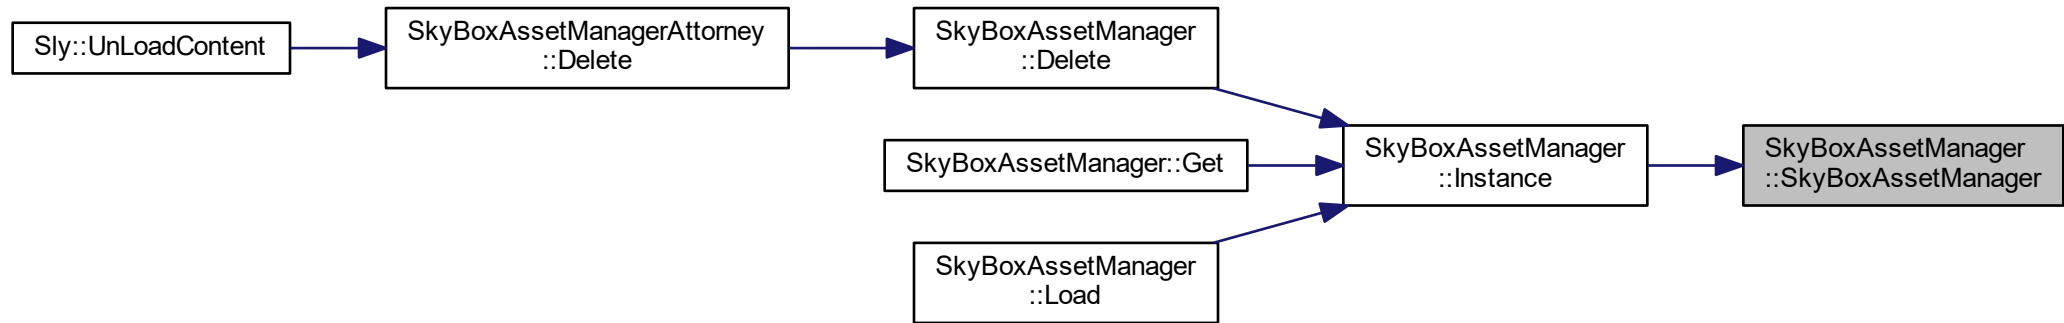 Sly::UnLoadContent
SkyBoxAssetManagerAttorney
::Delete
SkyBoxAssetManager
::Delete
SkyBoxAssetManager::Get
SkyBoxAssetManager
::Load
SkyBoxAssetManager
::Instance
SkyBoxAssetManager
::SkyBoxAssetManager